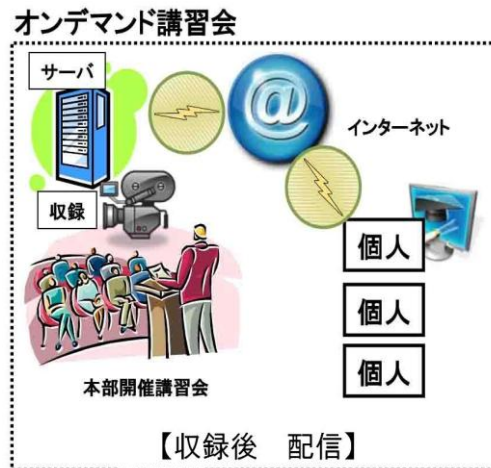 オンデマンド講習会
サーバ
@
インターネット
収録
個人
個人
個人
本部開催講習会
【収録後　配信】